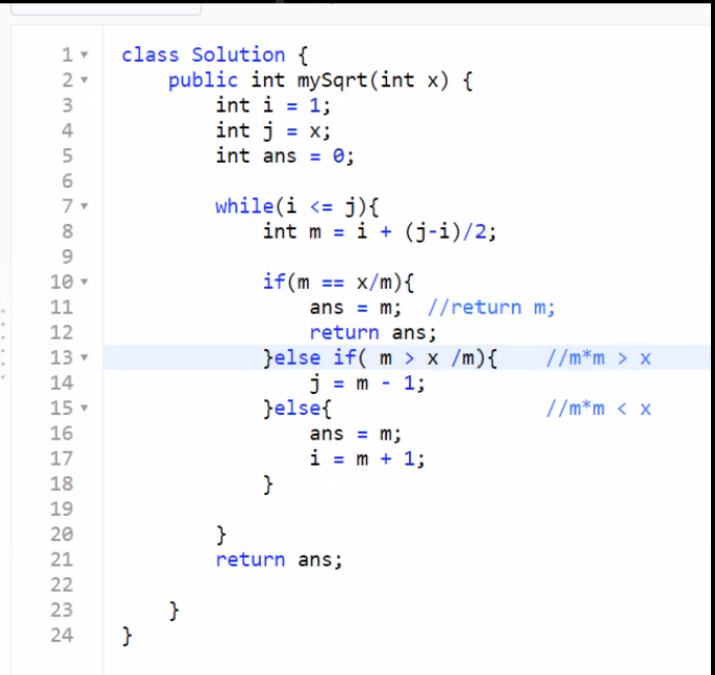 1 class Solution {
2 public int mySqrt(int x) {
3 int i = 1;
4 int j = x;
5 int ans = 0;
6
7 while(i <= j){
8 int m = i + (j-i)/2;
9
10 if(m == x/m){
11 ans = m; //return m;
12 return ans;
13 }else if( m > x /m){ //m*m > x
14 j = m - 1;
15 }else{ //m*m < x
16 ans = m;
17 i = m + 1;
18 }
19
20 }
21 return ans;
22
23 }
24 }